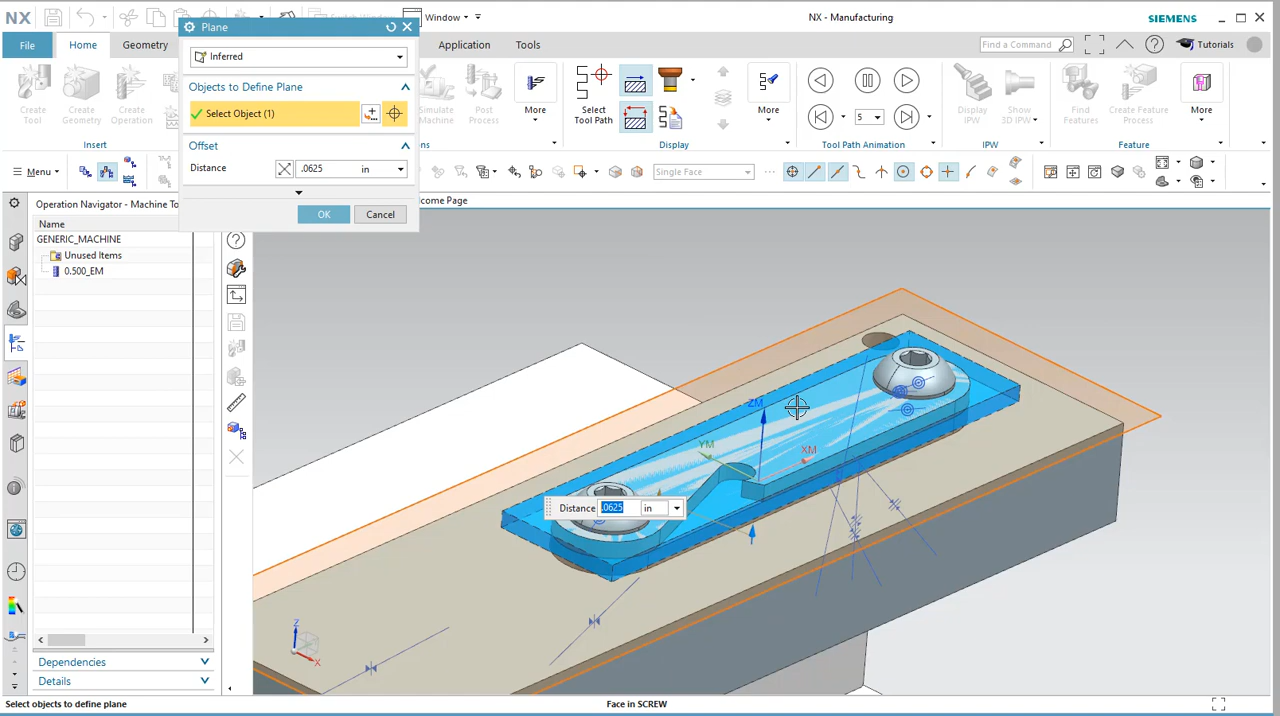 NX
Switch Window
Window
NX - Manufacturing
SIEMENS
Plane
File
Home
Geometry
Application
Tools
Find a Command
Tutorials
Inferred
Objects to Define Plane
Select Object (1)
Offset
Distance
.0625
in
OK
Cancel
Create
Tool
Create
Geometry
Create
Operation
Insert
Simulate
Machine
Post
Process
More
Select
Tool Path
Display
More
5
Tool Path Animation
Display
IPW
Show
3D IPW
IPW
Find
Features
Create Feature
Process
More
Feature
Menu
Single Face
Operation Navigator - Machine To
come Page
Name
GENERIC_MACHINE
Unused Items
0.500_EM
ZM
YM
XM
Distance
.0625
in
Z
X
Dependencies
Details
Select objects to define plane
Face in SCREW